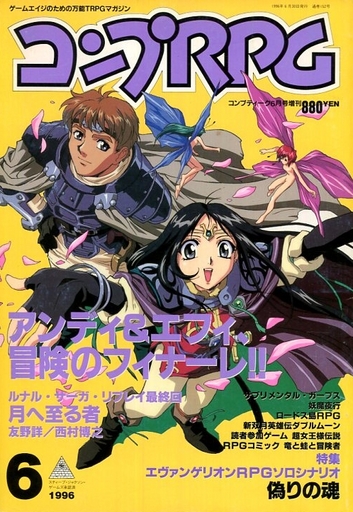 ゲームエイジのための万能TRPGマガジン
コンプRPG
コンプティーク6月号増刊 880YEN
アンディ&エフィ、
冒険のフィナーレ!!
ルナル・サーガ・リプレイ最終回
月へ至る者
友野詳/西村博之
サプリメンタル・ガープス
妖魔夜行
ロードス島RPG
新双月英雄伝ダブルムーン
読者参加ゲーム 超女王様伝説
RPGコミック 竜と蛙と冒険者
特集
エヴァンゲリオンRPGソロシナリオ
偽りの魂
6
1996